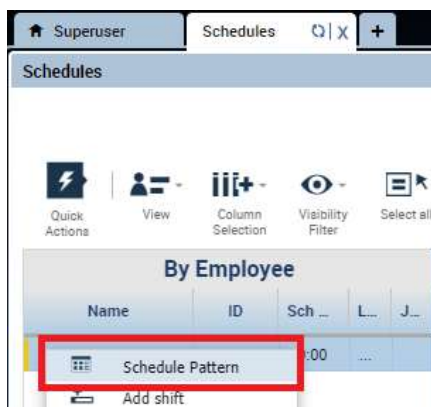 Superuser Schedules X +
Schedules
Quick Actions View Column Selection Visibility Filter Select all
By Employee
Name ID Sch ... L... J...
:00 ...
Schedule Pattern
Add shift